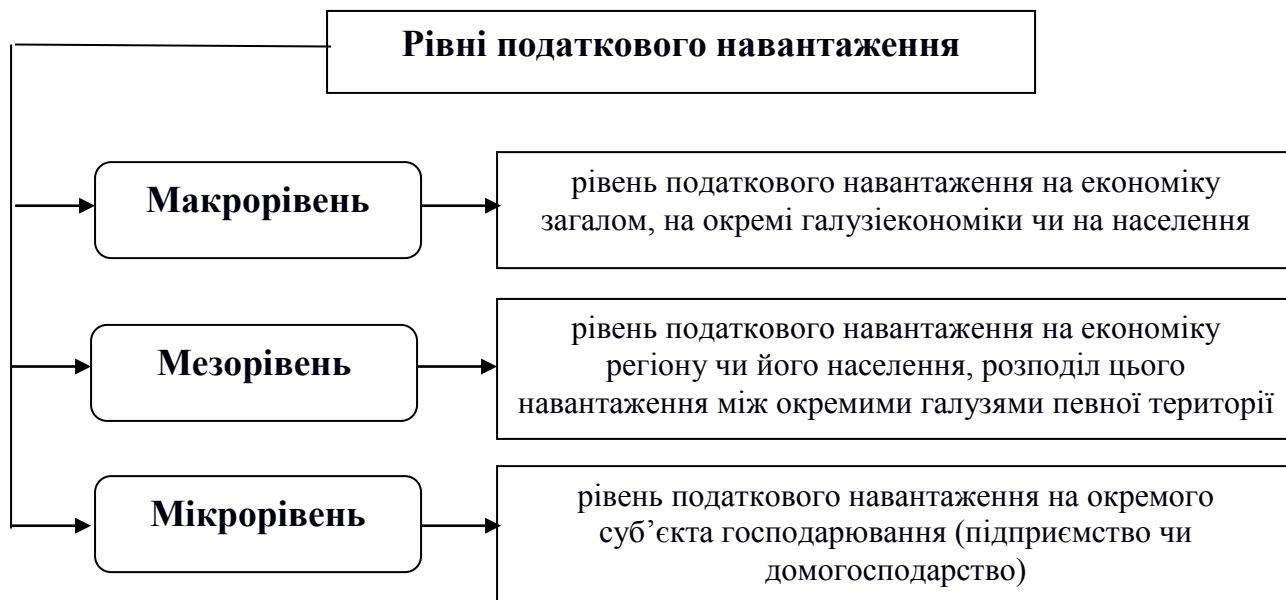 Рівні податкового навантаження
Макрорівень
рівень податкового навантаження на економіку
загалом, на окремі галузіекономіки чи на населення
Мезорівень
рівень податкового навантаження на економіку
регіону чи його населення, розподіл цього
навантаження між окремими галузями певної території
Мікрорівень
рівень податкового навантаження на окремого
суб’єкта господарювання (підприємство чи
домогосподарство)